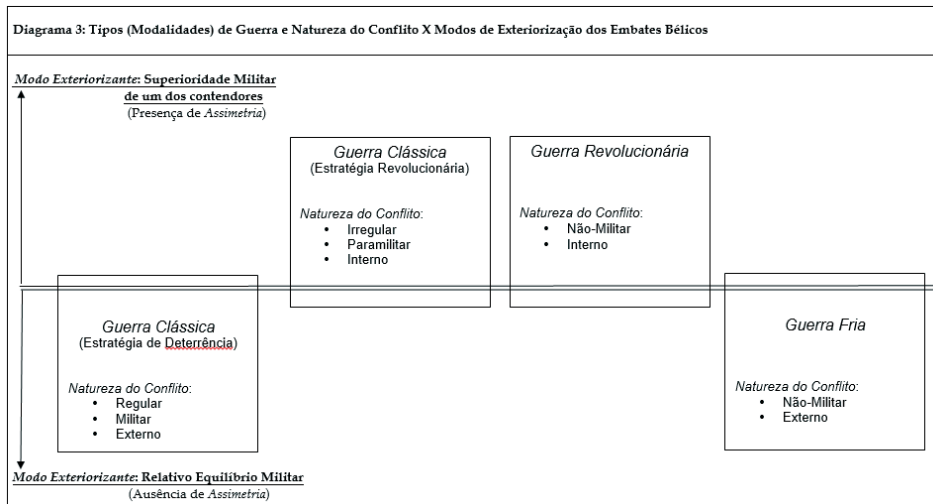 Diagrama 3: Tipos (Modalidades) de Guerra e Natureza do Conflito X Modos de Exteriorização dos Embates Bélicos
Modo Exteriorizante: Superioridade Militar
de um dos contendores
(Presença de Assimetria)
Guerra Clássica
(Estratégia Revolucionária)
Natureza do Conflito:
• Irregular
• Paramilitar
• Interno
Guerra Revolucionária
Natureza do Conflito:
• Não-Militar
• Interno
Guerra Clássica
(Estratégia de Deterrência)
Natureza do Conflito:
• Regular
• Militar
• Externo
Guerra Fria
Natureza do Conflito:
• Não-Militar
• Externo
Modo Exteriorizante: Relativo Equilíbrio Militar
(Ausência de Assimetria)